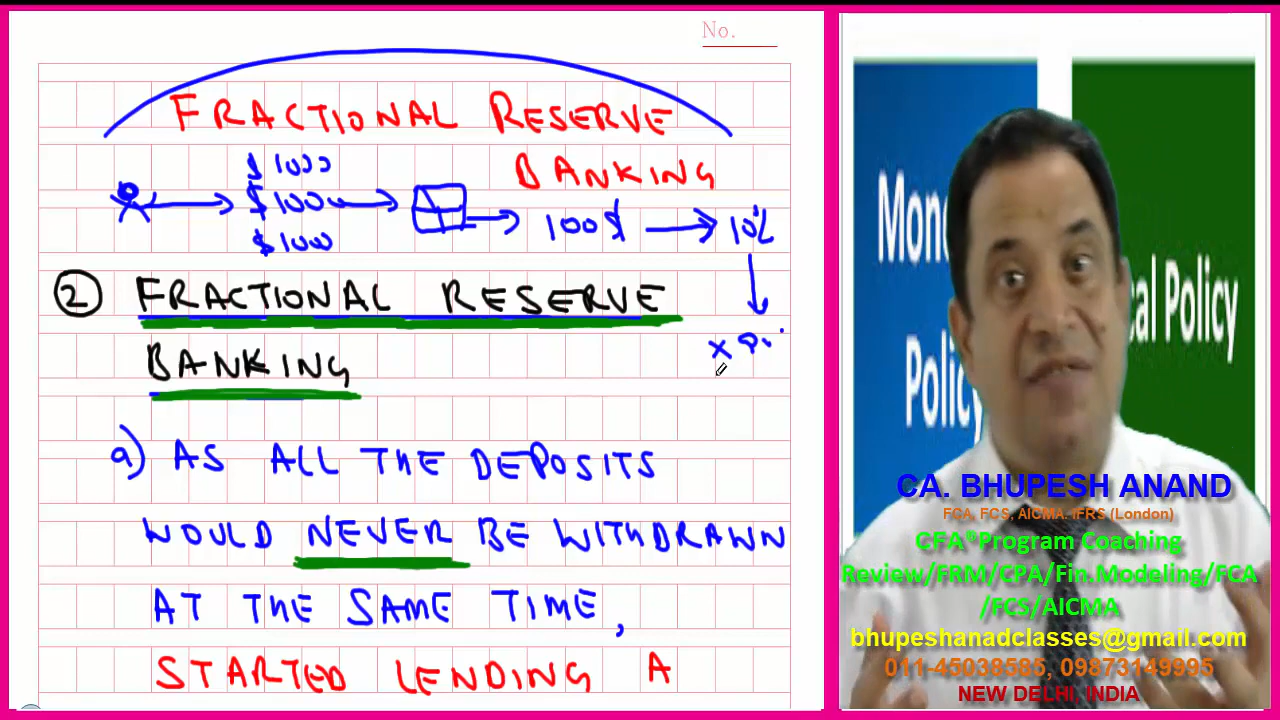 No.
FRACTIONAL RESERVE
BANKING
$ 1000
$ 1000
$ 1000
100$
10%
② FRACTIONAL RESERVE
BANKING
a) AS ALL THE DEPOSITS
WOULD NEVER BE WITHDRAWN
AT THE SAME TIME,
STARTED LENDING A
Policy
Policy
CA. BHUPESH ANAND
FCA, FCS, AICMA. IFRS (London)
CFA®Program Coaching
Review/FRM/CPA/Fin.Modeling/FCA
/FCS/AICMA
bhupeshanadclasses@gmail.com
011-45038585, 09873149995
NEW DELHI, INDIA